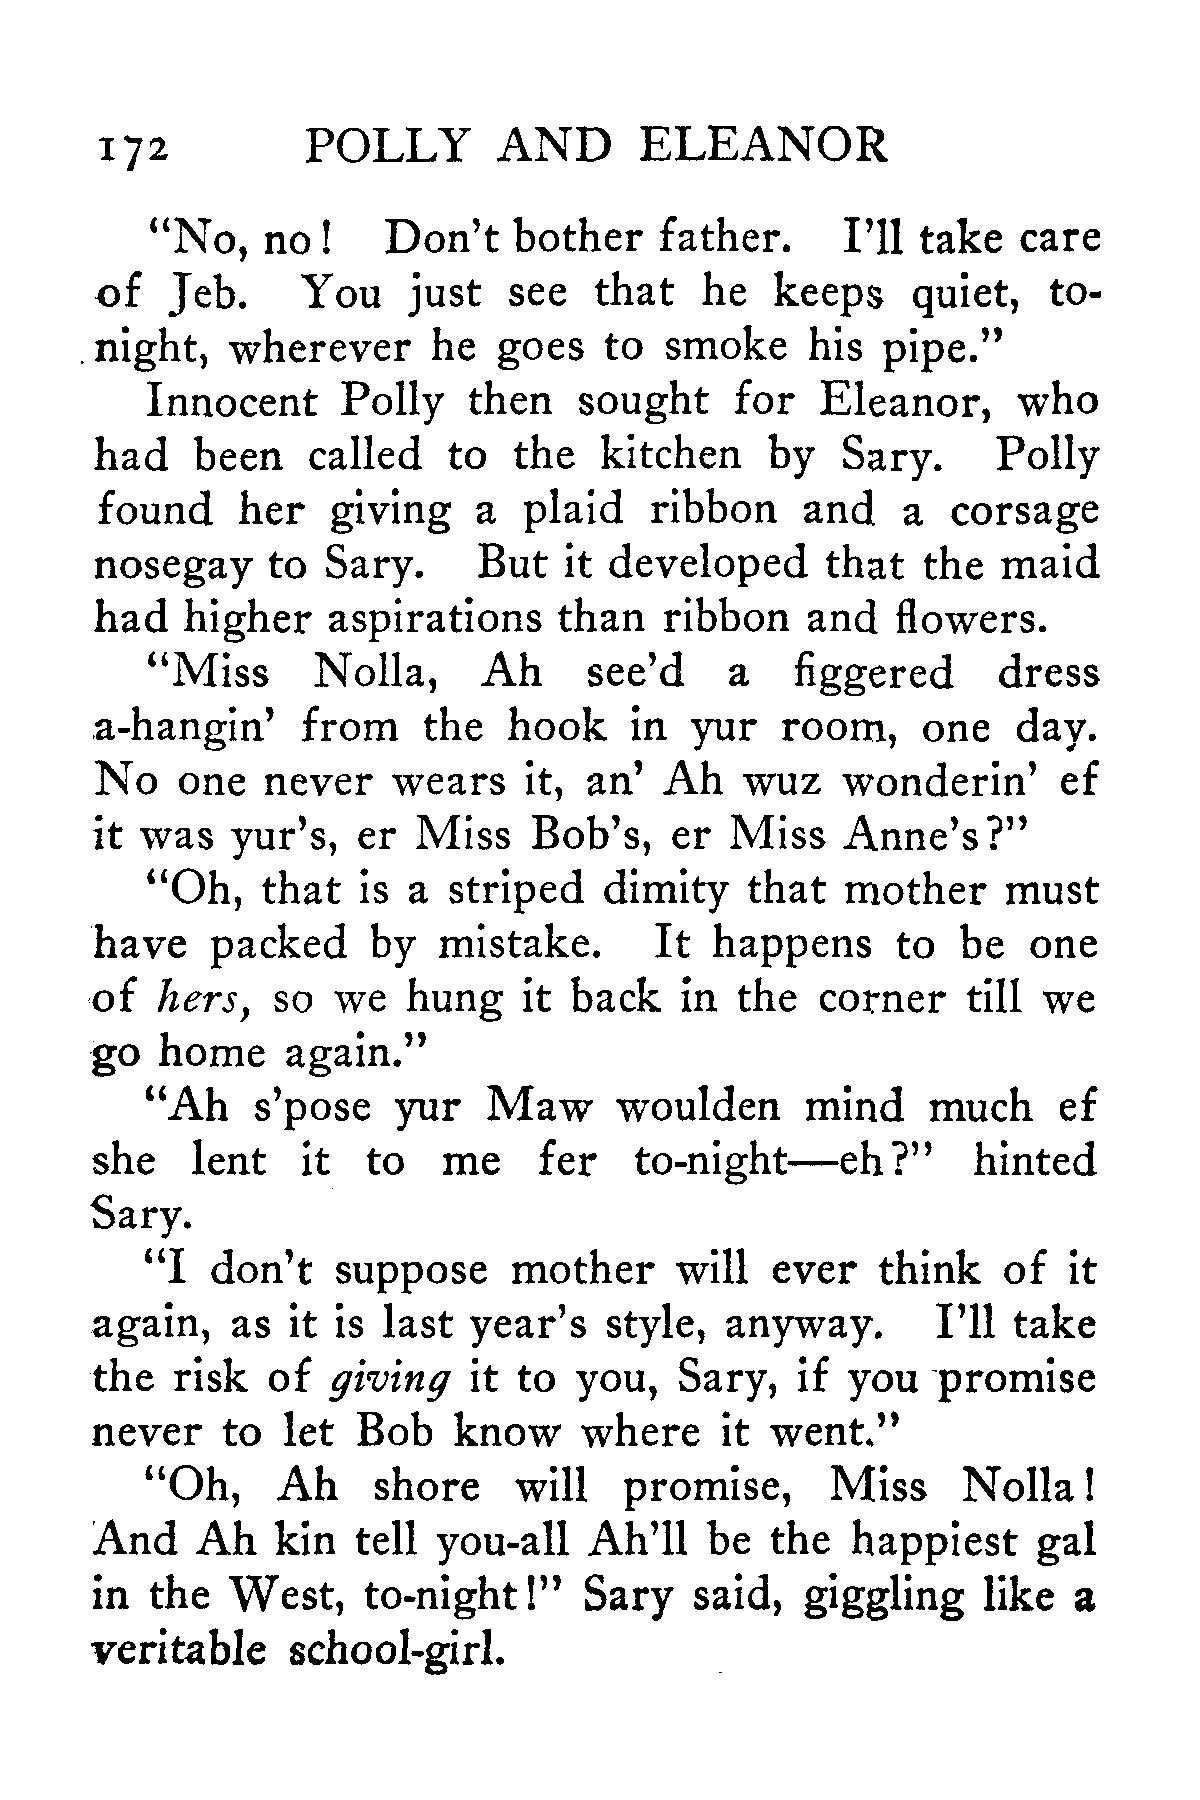 172 POLLY AND ELEANOR
“No, no! Don’t bother father. I’ll take care
of Jeb. You just see that he keeps quiet, to-
night, wherever he goes to smoke his pipe.”
Innocent Polly then sought for Eleanor, who
had been called to the kitchen by Sary. Polly
found her giving a plaid ribbon and a corsage
nosegay to Sary. But it developed that the maid
had higher aspirations than ribbon and flowers.
“Miss Nolla, Ah see’d a figgered dress
a-hangin’ from the hook in yur room, one day.
No one never wears it, an’ Ah wuz wonderin’ ef
it was yur’s, er Miss Bob’s, er Miss Anne’s?”
“Oh, that is a striped dimity that mother must
have packed by mistake. It happens to be one
of hers, so we hung it back in the corner till we
go home again.”
“Ah s’pose yur Maw woulden mind much ef
she lent it to me fer to-night—eh?” hinted
Sary.
“I don’t suppose mother will ever think of it
again, as it is last year’s style, anyway. I’ll take
the risk of giving it to you, Sary, if you promise
never to let Bob know where it went.”
“Oh, Ah shore will promise, Miss Nolla!
And Ah kin tell you-all Ah’ll be the happiest gal
in the West, to-night!” Sary said, giggling like a
veritable school-girl.